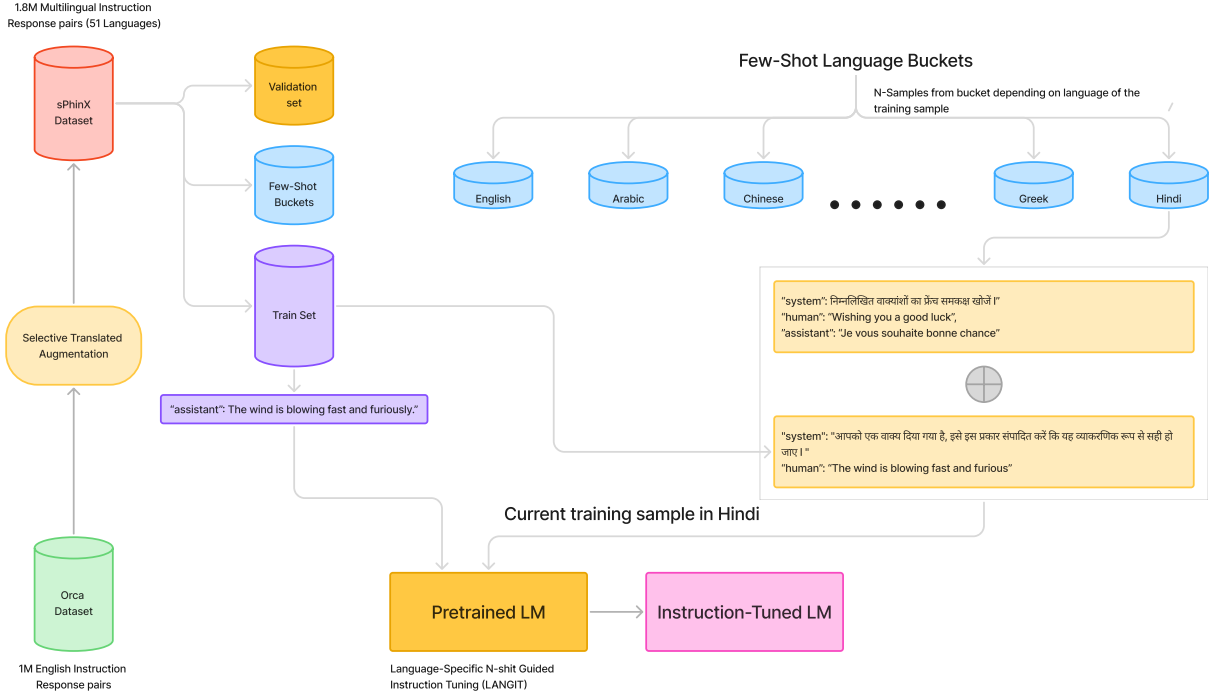 1.8M Multilingual Instruction
Response pairs (51 Languages)
sPhinX
Dataset
Selective Translated
Augmentation
Orca
Dataset
1M English Instruction
Response pairs
Validation
set
Few-Shot
Buckets
Train Set
"assistant": The wind is blowing fast and furiously."
Few-Shot Language Buckets
N-Samples from bucket depending on language of the
training sample
English
Arabic
Chinese
Greek
Hindi
"system”: निम्नलिखित वाक्यांशों का फ्रेंच समकक्ष खोजें।”
"human": “Wishing you a good luck”,
"assistant": “Je vous souhaite bonne chance”
"system": "आपको एक वाक्य दिया गया है, इसे इस प्रकार संपादित करें कि यह व्याकरणिक रूप से सही हो
जाए। "
"human": “The wind is blowing fast and furious”
Current training sample in Hindi
Pretrained LM
Instruction-Tuned LM
Language-Specific N-shit Guided
Instruction Tuning (LANGIT)